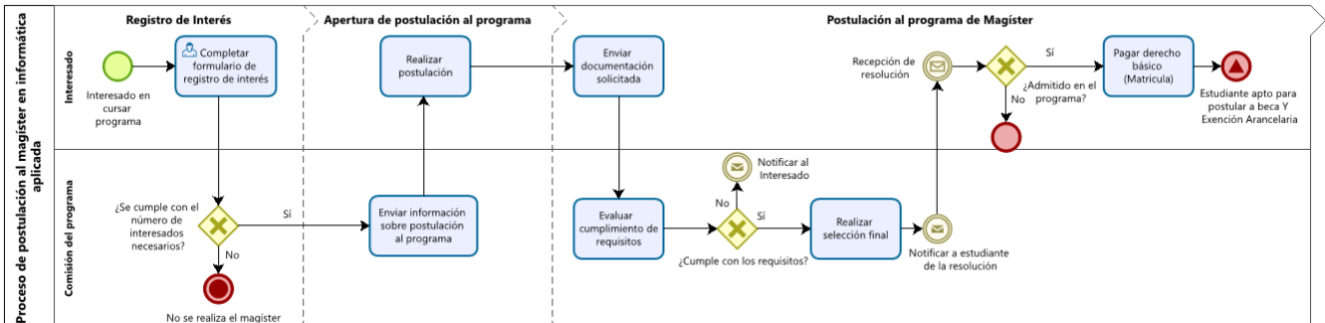 Proceso de postulación al magíster en informática
aplicada
Registro de Interés
Apertura de postulación al programa
Postulación al programa de Magíster
Interesado
Interesado en
cursar
programa
Completar
formulario de
registro de interés
Realizar
postulación
Enviar
documentación
solicitada
Recepción de
resolución
¿Admitido en el
programa?
Sí
No
Pagar derecho
básico
(Matricula)
Estudiante apto para
postular a beca Y
Exención Arancelaria
Comisión del programa
¿Se cumple con el
número de
interesados
necesarios?
Sí
No
No se realiza el magíster
Enviar información
sobre postulación
al programa
Evaluar
cumplimiento de
requisitos
Notificar al
Interesado
No
Sí
¿Cumple con los requisitos?
Realizar
selección final
Notificar a estudiante
de la resolución